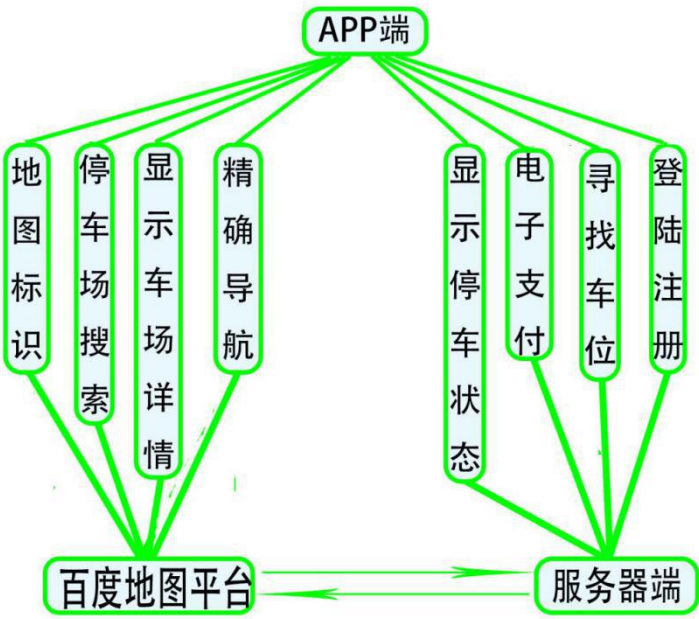 APP端
地图标识
停车场搜索
显示车场详情
精确导航
显示停车状态
电子支付
寻找车位
登陆注册
百度地图平台
服务器端